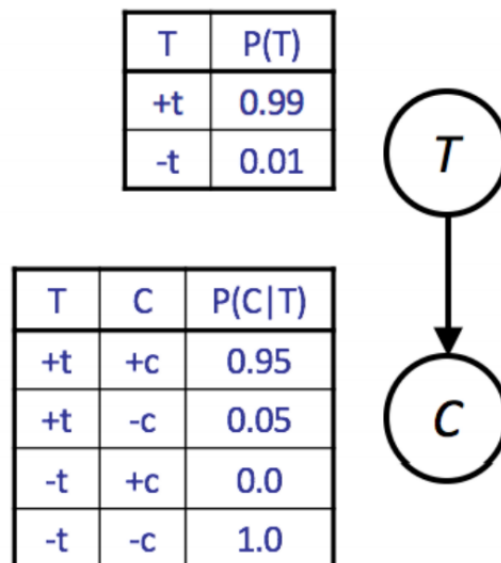 T P(T)
+t 0.99
-t 0.01
T
T C P(C|T)
+t +c 0.95
+t -c 0.05
-t +c 0.0
-t -c 1.0
C